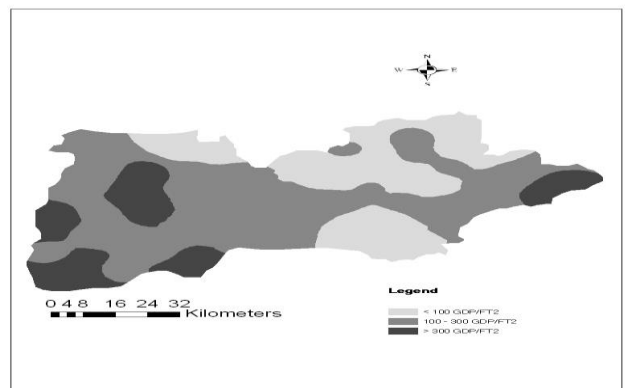 N
W E
S
Legend
< 100 GDP/FT2
100 - 300 GDP/FT2
> 300 GDP/FT2
0 4 8 16 24 32
Kilometers